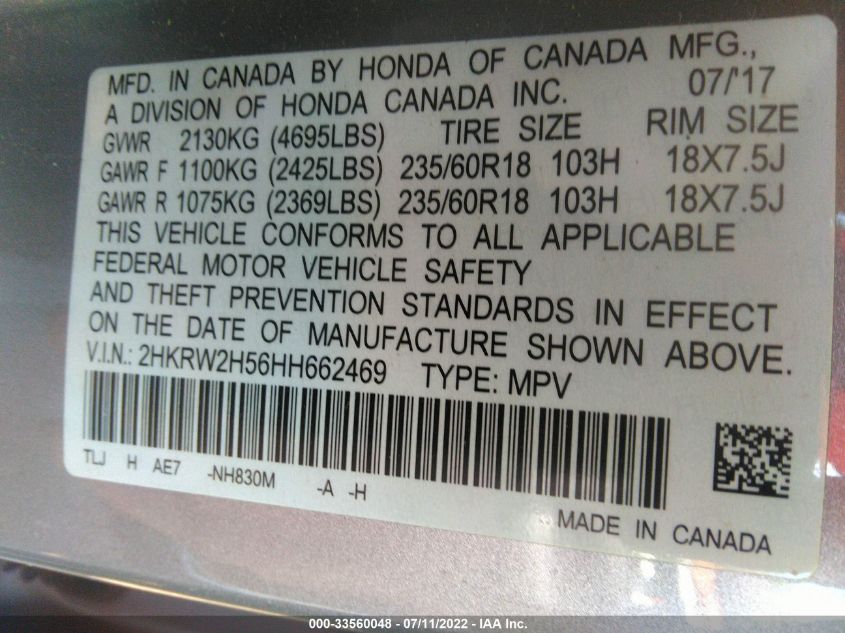 MFD. IN CANADA BY HONDA OF CANADA MFG.,
A DIVISION OF HONDA CANADA INC. 07/'17
GVWR 2130KG (4695LBS) TIRE SIZE RIM SIZE
GAWR F 1100KG (2425LBS) 235/60R18 103H 18X7.5J
GAWR R 1075KG (2369LBS) 235/60R18 103H 18X7.5J
THIS VEHICLE CONFORMS TO ALL APPLICABLE
FEDERAL MOTOR VEHICLE SAFETY
AND THEFT PREVENTION STANDARDS IN EFFECT
ON THE DATE OF MANUFACTURE SHOWN ABOVE.
V.I.N.: 2HKRW2H56HH662469 TYPE: MPV
TLJ H AE7 -NH830M -A -H
MADE IN CANADA
000-33560048 - 07/11/2022 - IAA Inc.